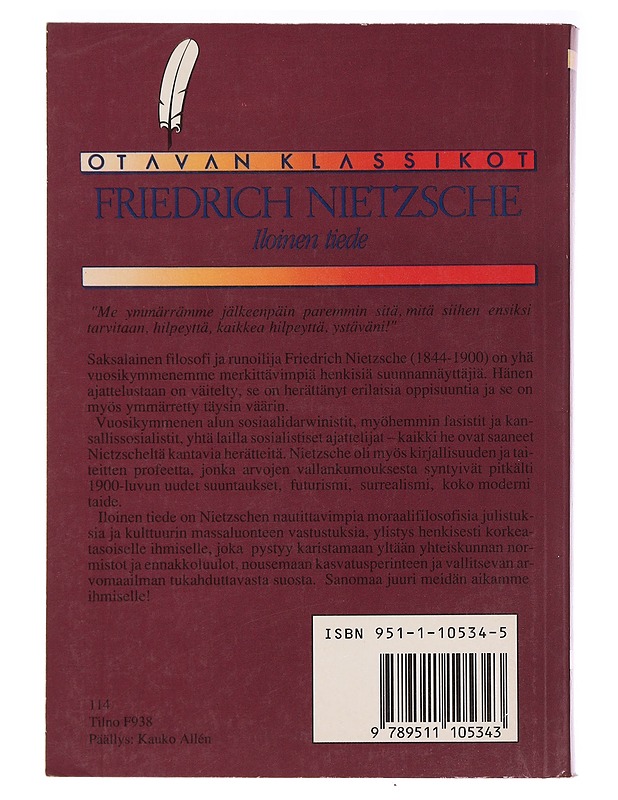 OTAVAN KLASSIKOT
FRIEDRICH NIETZSCHE
Iloinen tiede
"Me ymmärrämme jälkeenpäin paremmin sitä, mitä siihen ensiksi
tarvitaan, hilpeyttä, kaikkea hilpeyttä, ystäväni!"
Saksalainen filosofi ja runoilija Friedrich Nietzsche (1844-1900) on yhä
vuosikymmenemme merkittävimpiä henkisiä suunnannäyttäjiä. Hänen
ajattelustaan on väitelty, se on herättänyt erilaisia oppisuuntia ja se on
myös ymmärretty täysin väärin.
Vuosikymmenen alun sosiaalidarwinistit, myöhemmin fasistit ja kan-
sallissosialistit, yhtä lailla sosialistiset ajattelijat – kaikki he ovat saaneet
Nietzscheltä kantavia herätteitä. Nietzsche oli myös kirjallisuuden ja tai-
teitten profeetta, jonka arvojen vallankumouksesta syntyivät pitkälti
1900-luvun uudet suuntaukset, futurismi, surrealismi, koko moderni
taide.
Iloinen tiede on Nietzschen nautittavimpia moraalifilosofisia julistuk-
sia ja kulttuurin massaluonteen vastustuksia, ylistys henkisesti korkea-
tasoiselle ihmiselle, joka pystyy karistamaan yltään yhteiskunnan nor-
mistot ja ennakkoluulot, nousemaan kasvatusperinteen ja vallitsevan ar-
vomaailman tukahduttavasta suosta. Sanomaa juuri meidän aikamme
ihmiselle!
ISBN 951-1-10534-5
9 789511 105343
114
Tilno F938
Päällys: Kauko Allén